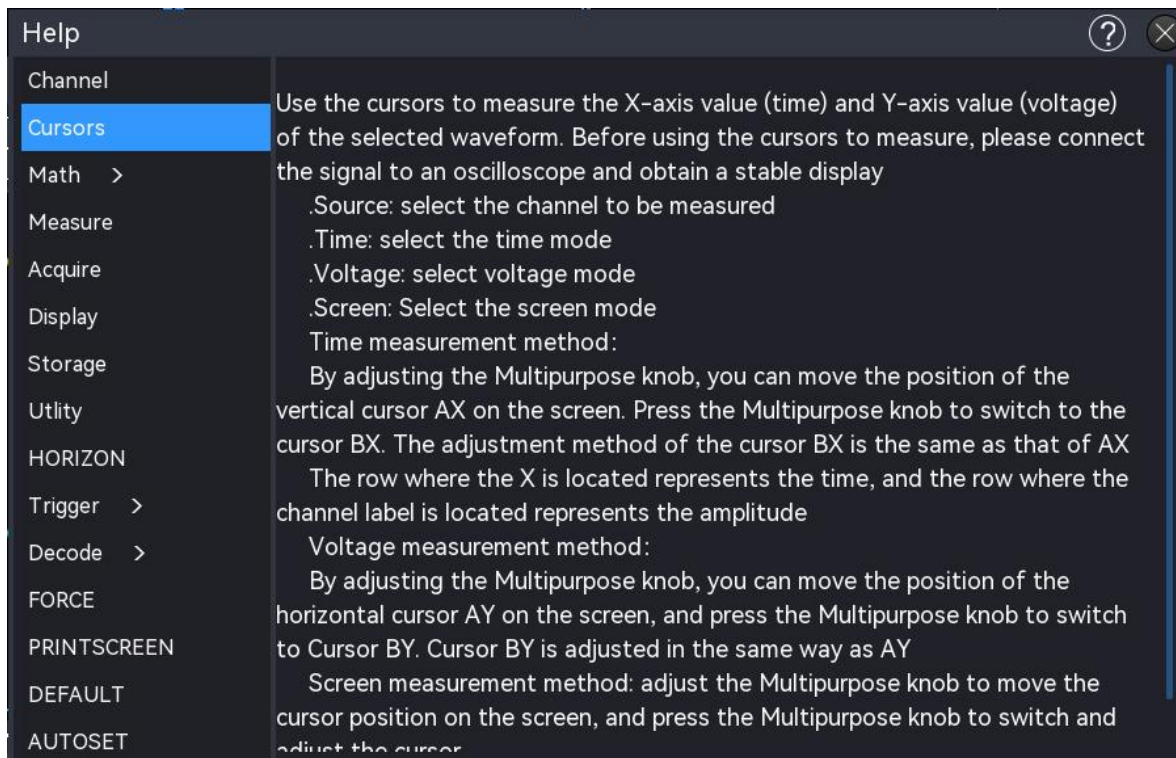 Help
?
Channel
Cursors
Math >
Measure
Acquire
Display
Storage
Utlity
HORIZON
Trigger >
Decode >
FORCE
PRINTSCREEN
DEFAULT
AUTOSET
Use the cursors to measure the X-axis value (time) and Y-axis value (voltage)
of the selected waveform. Before using the cursors to measure, please connect
the signal to an oscilloscope and obtain a stable display
.Source: select the channel to be measured
.Time: select the time mode
.Voltage: select voltage mode
.Screen: Select the screen mode
Time measurement method:
By adjusting the Multipurpose knob, you can move the position of the
vertical cursor AX on the screen. Press the Multipurpose knob to switch to the
cursor BX. The adjustment method of the cursor BX is the same as that of AX
The row where the X is located represents the time, and the row where the
channel label is located represents the amplitude
Voltage measurement method:
By adjusting the Multipurpose knob, you can move the position of the
horizontal cursor AY on the screen, and press the Multipurpose knob to switch
to Cursor BY. Cursor BY is adjusted in the same way as AY
Screen measurement method: adjust the Multipurpose knob to move the
cursor position on the screen, and press the Multipurpose knob to switch and
adjust the cursor